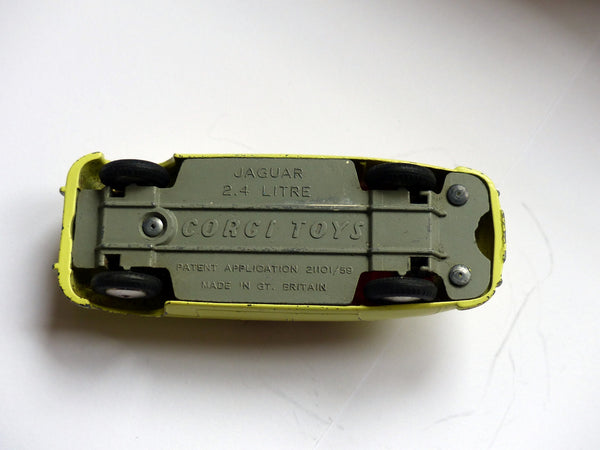 JAGUAR
2.4 LITRE
CORGI TOYS
PATENT APPLICATION 21101/59
MADE IN GT. BRITAIN